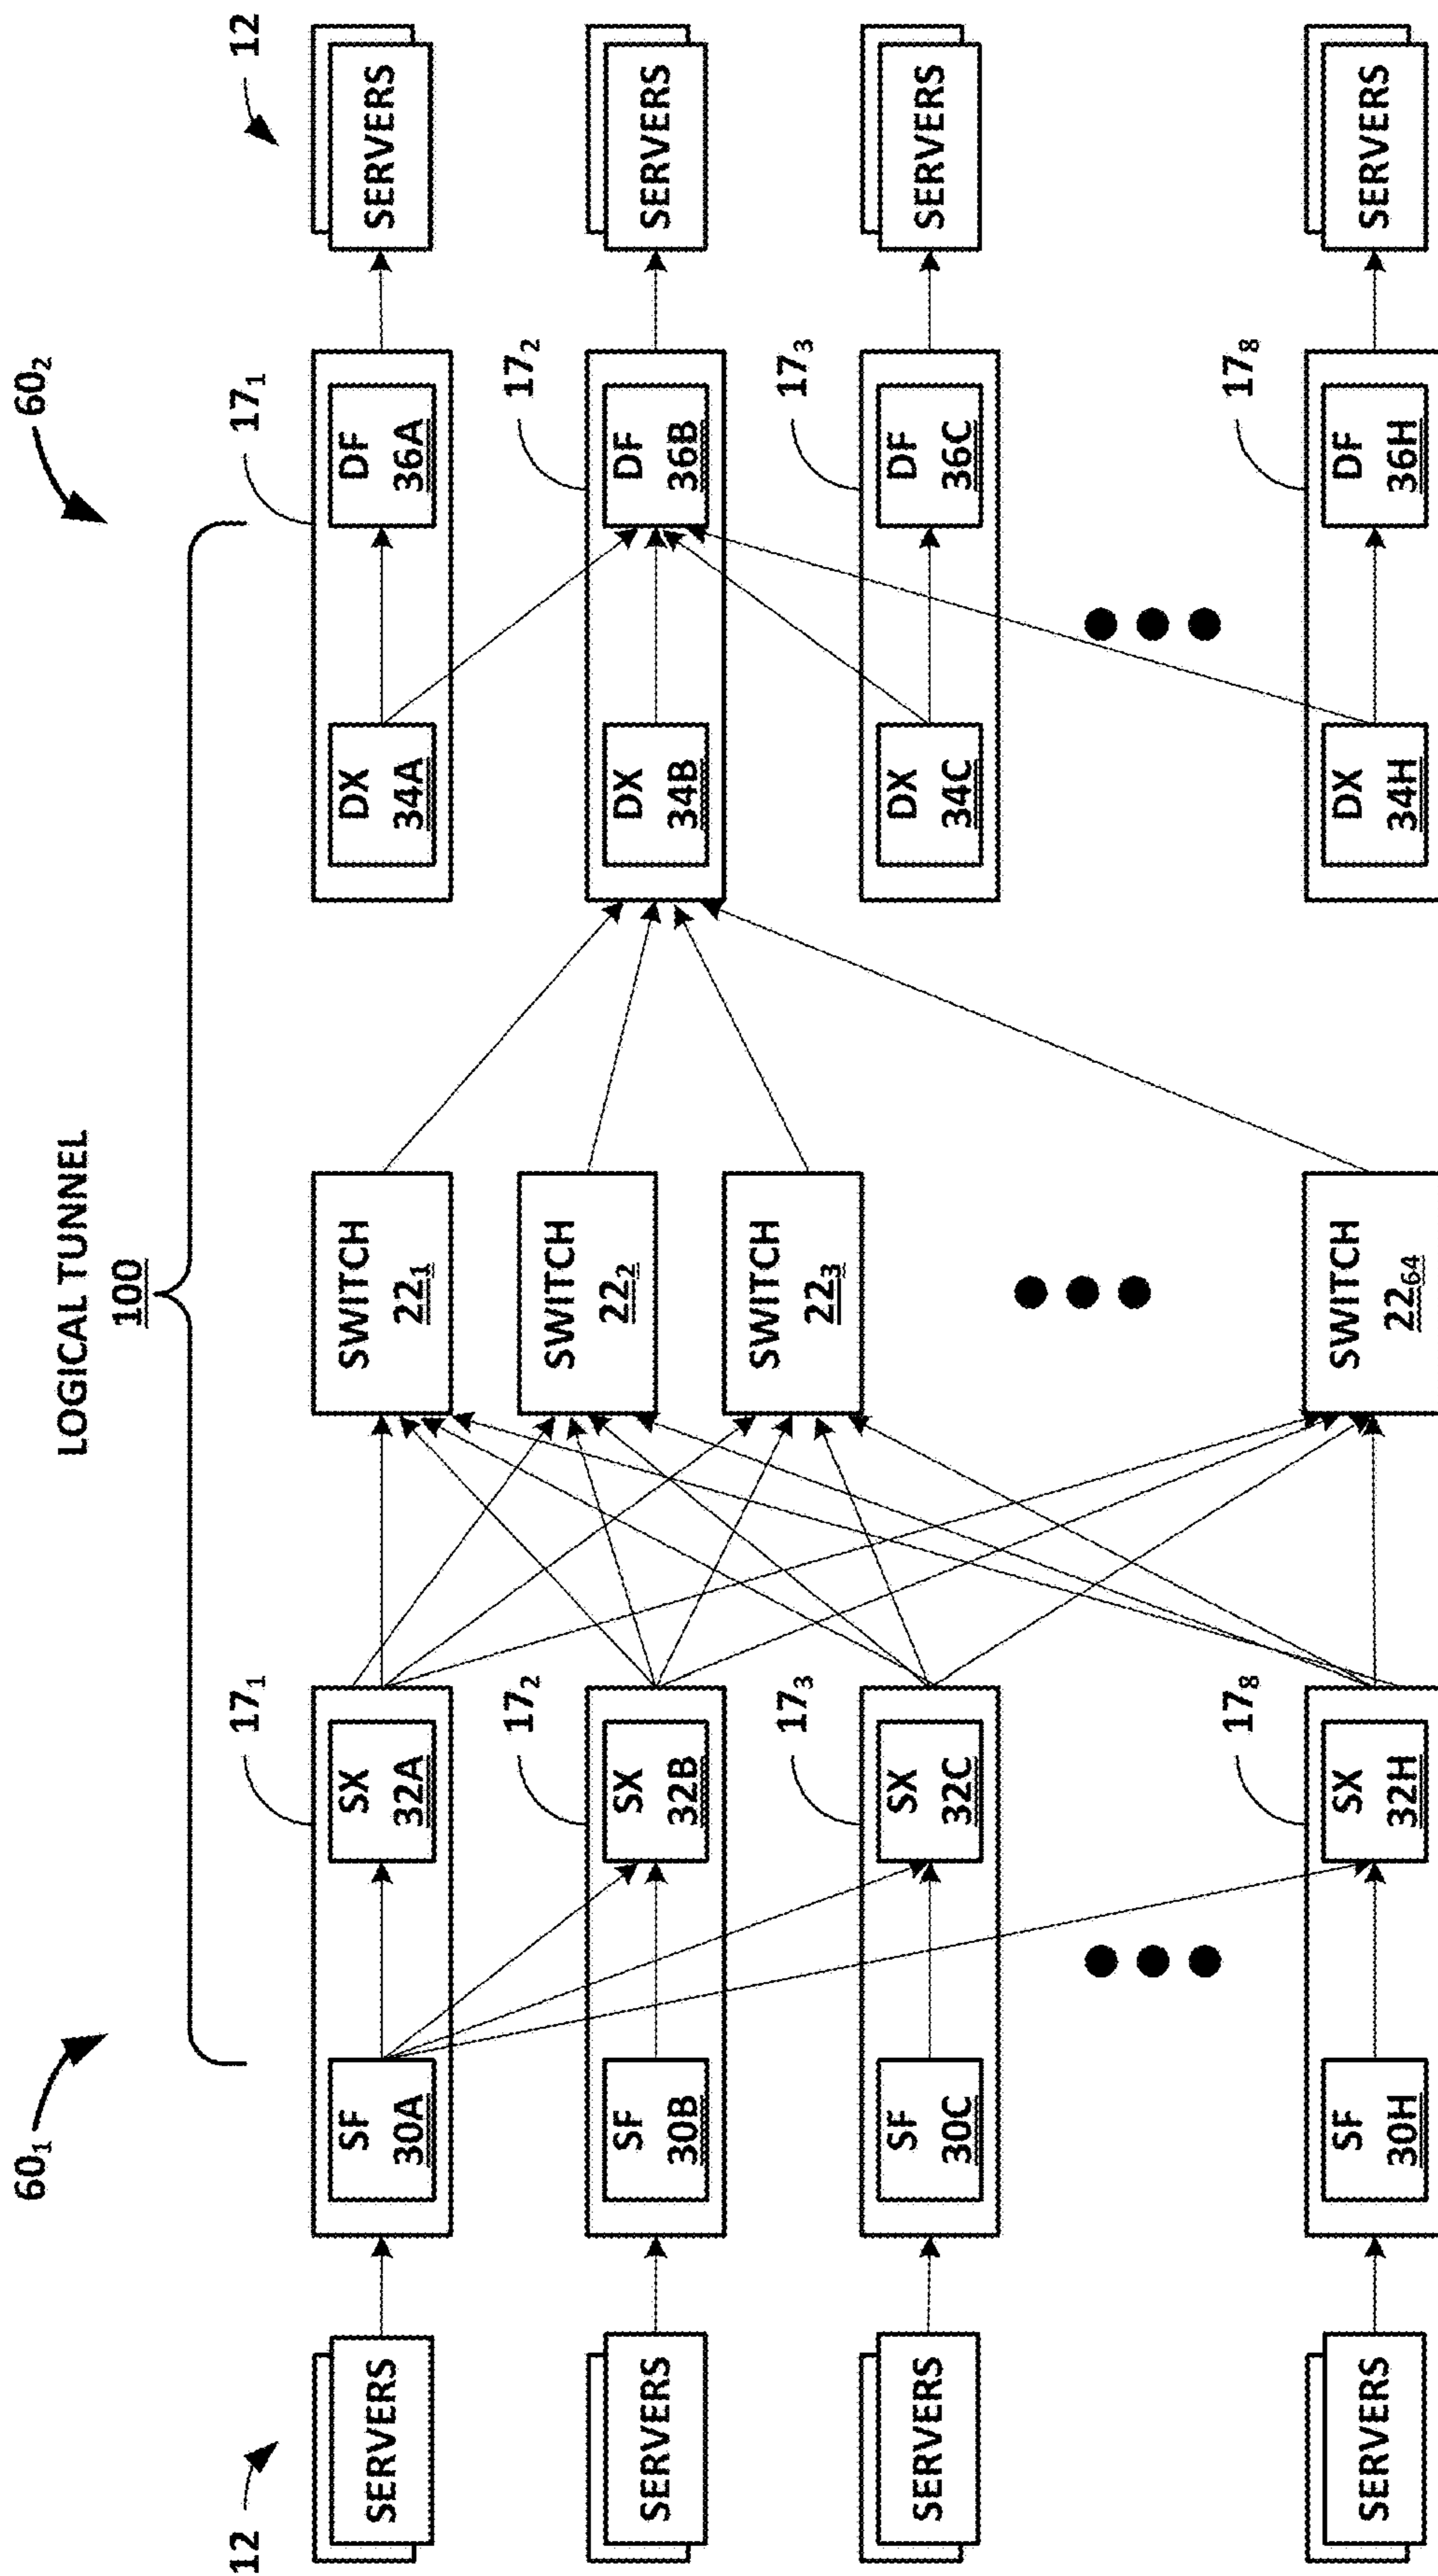 60₁
60₂
LOGICAL TUNNEL
100
12
12
SERVERS
17₁
SF
30A
SX
32A
SWITCH
22₁
17₁
DX
34A
DF
36A
SERVERS
SERVERS
17₂
SF
30B
SX
32B
SWITCH
22₂
17₂
DX
34B
DF
36B
SERVERS
SERVERS
17₃
SF
30C
SX
32C
SWITCH
22₃
17₃
DX
34C
DF
36C
SERVERS
SERVERS
17₈
SF
30H
SX
32H
SWITCH
22₆₄
17₈
DX
34H
DF
36H
SERVERS